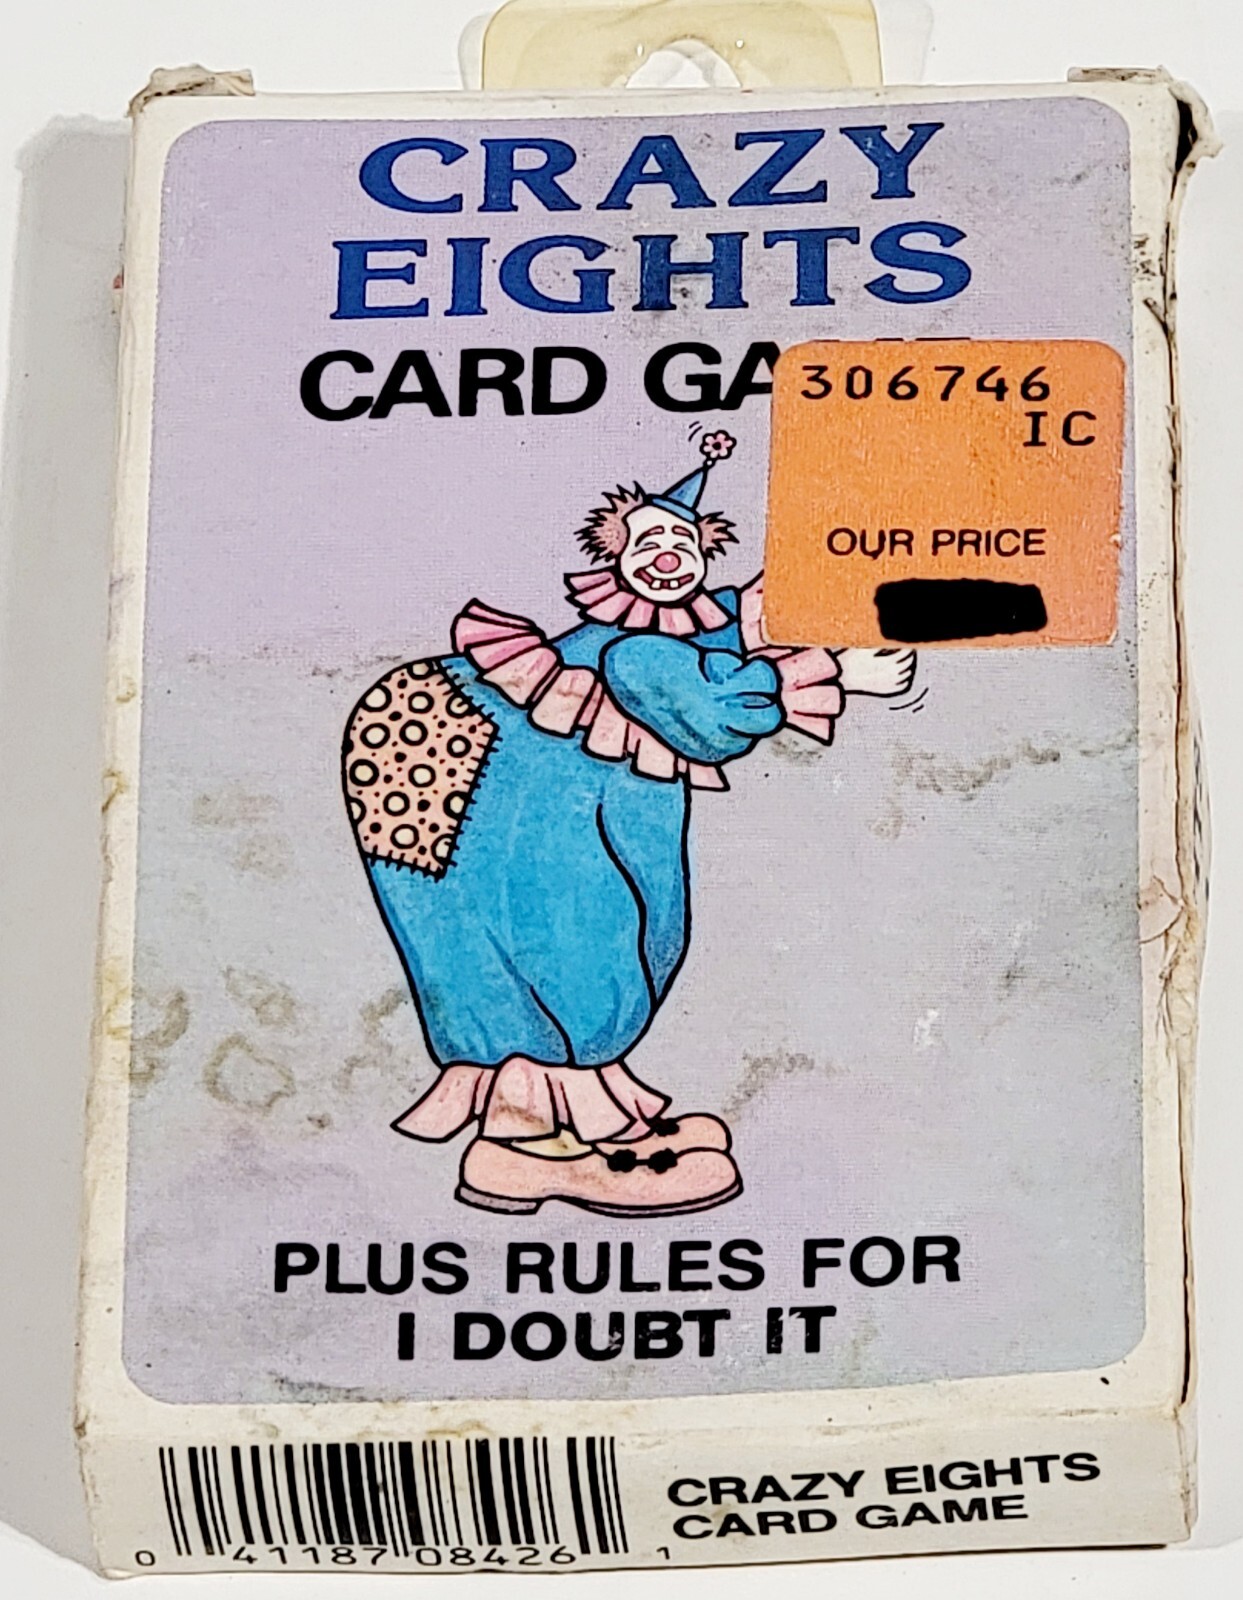 CRAZY
EIGHTS
CARD
306746
IC
OUR PRICE
PLUS RULES FOR
I DOUBT IT
CRAZY EIGHTS
CARD GAME
0 41187 08426 1